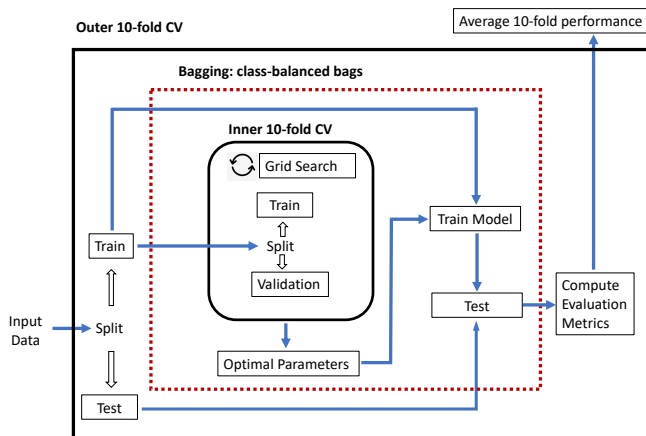 Average 10-fold performance
Outer 10-fold CV
Bagging: class-balanced bags
Inner 10-fold CV
Grid Search
Train
Split
Validation
Train
Train Model
Test
Compute
Evaluation
Metrics
Input
Data
Split
Optimal Parameters
Test